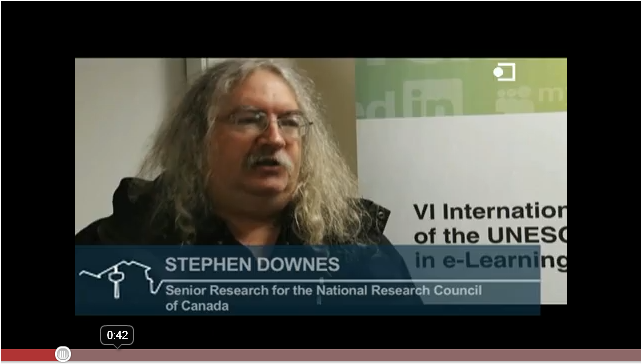 in
m
VI Internation
of the UNESC
in e-Learning
STEPHEN DOWNES
Senior Research for the National Research Council
of Canada
0:42